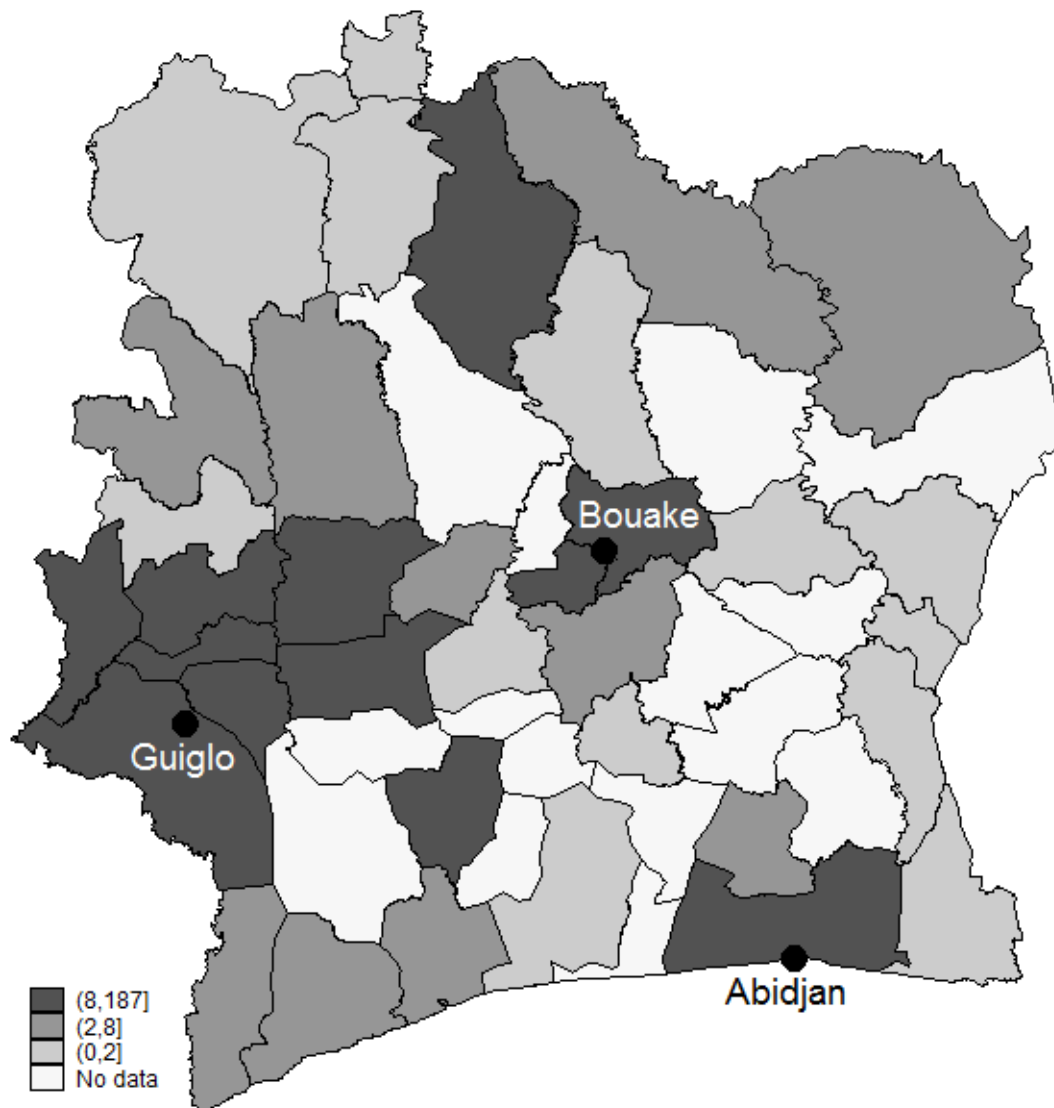 Bouake
Guiglo
Abidjan
(8,187]
(2,8]
(0,2]
No data